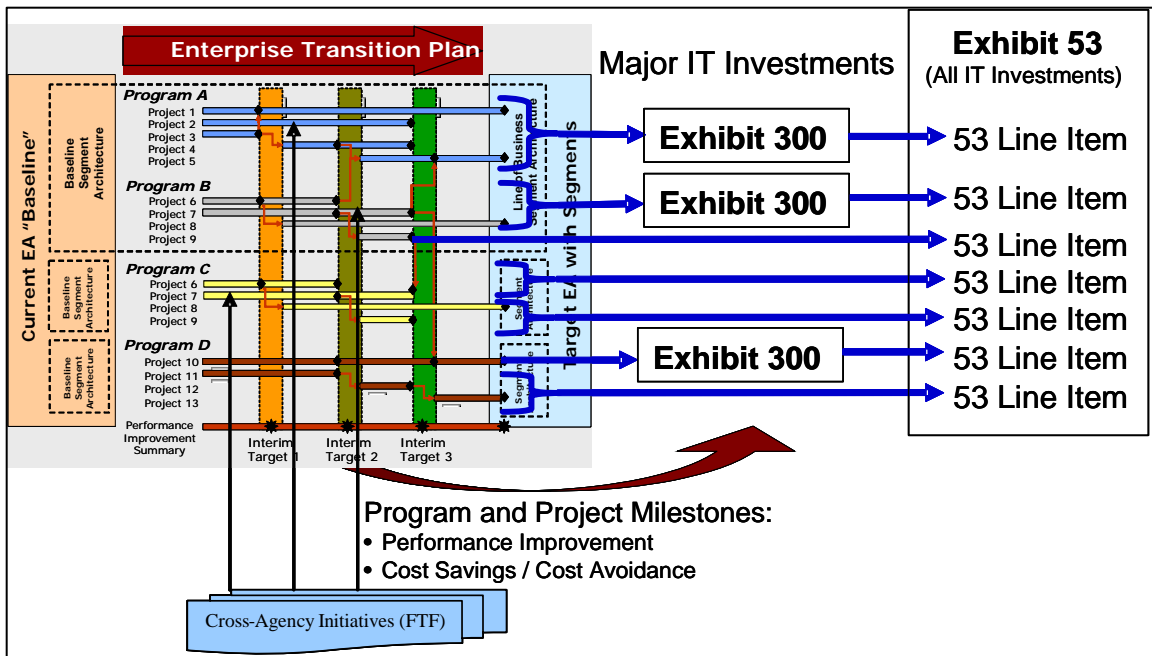 Enterprise Transition Plan
Major IT Investments
Exhibit 53
(All IT Investments)
Current EA "Baseline"
Baseline
Segment
Architecture
Program A
Project 1
Project 2
Project 3
Project 4
Project 5
Program B
Project 6
Project 7
Project 8
Project 9
Line of Business
Segment Architecture
Target EA with Segments
Exhibit 300
53 Line Item
Exhibit 300
53 Line Item
53 Line Item
Baseline
Segment
Architecture
Program C
Project 6
Project 7
Project 8
Project 9
Segment
Architecture
53 Line Item
53 Line Item
Baseline
Segment
Architecture
Program D
Project 10
Project 11
Project 12
Project 13
Segment
Architecture
Exhibit 300
53 Line Item
53 Line Item
Performance
Improvement
Summary
Interim
Target 1
Interim
Target 2
Interim
Target 3
Program and Project Milestones:
• Performance Improvement
• Cost Savings / Cost Avoidance
Cross-Agency Initiatives (FTF)